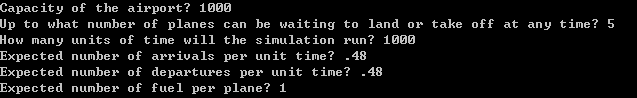 Capacity of the airport? 1000
Up to what number of planes can be waiting to land or take off at any time? 5
How many units of time will the simulation run? 1000
Expected number of arrivals per unit time? .48
Expected number of departures per unit time? .48
Expected number of fuel per plane? 1